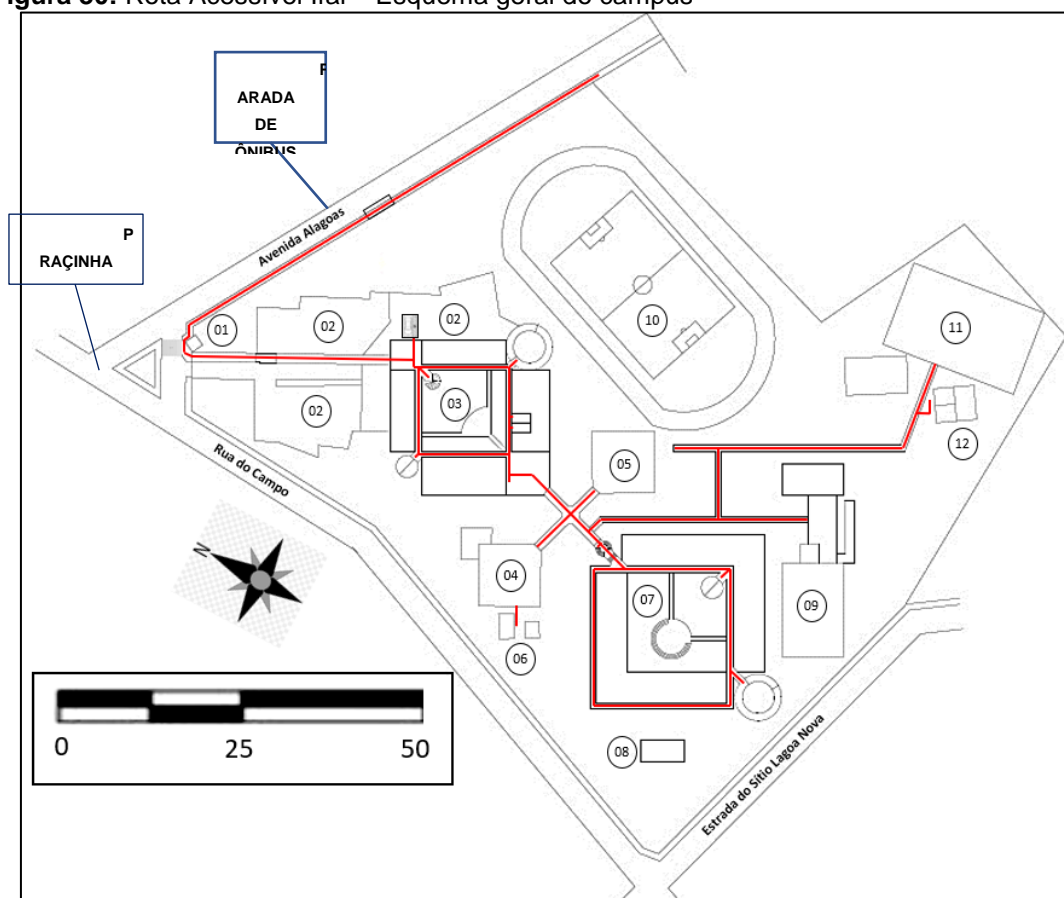 igura 30: Rota Acessível Ifal – Esquema geral do campus
P
ARADA
DE
ÔNIBUS
P
RAÇINHA
Avenida Alagoas
01
02
02
02
03
10
11
12
05
Rua do Campo
N
04
06
07
09
08
Estrada do Sítio Lagoa Nova
0 25 50